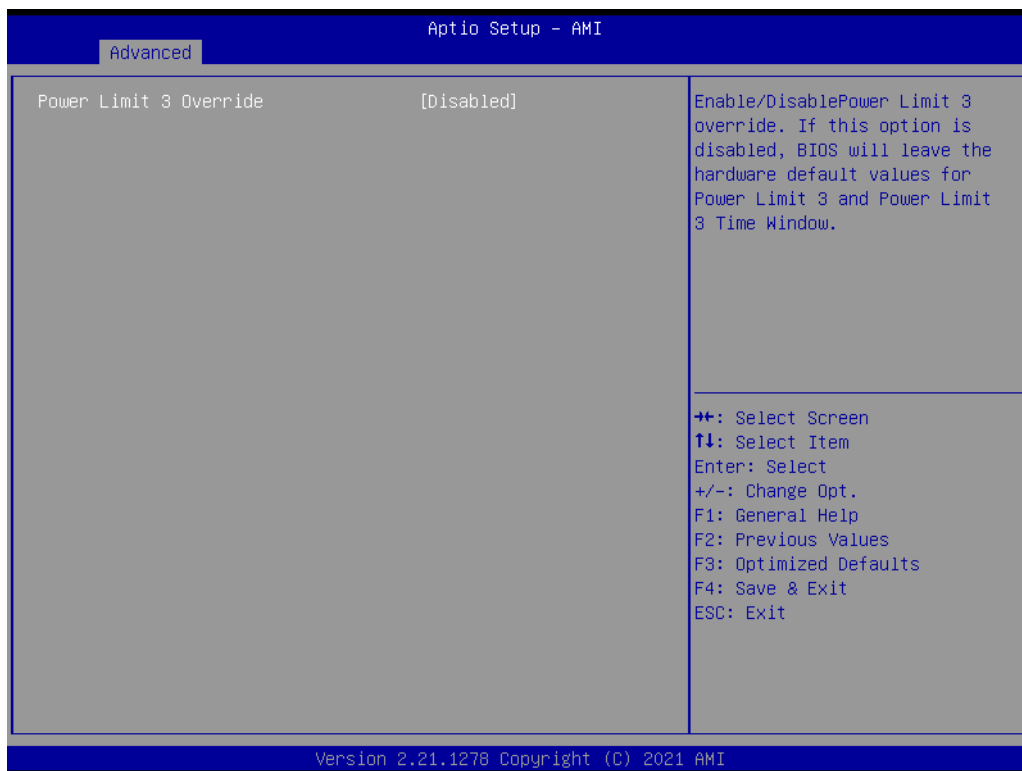 Aptio Setup – AMI
Advanced
Power Limit 3 Override [Disabled]
Enable/DisablePower Limit 3
override. If this option is
disabled, BIOS will leave the
hardware default values for
Power Limit 3 and Power Limit
3 Time Window.
→←: Select Screen
↑↓: Select Item
Enter: Select
+/-: Change Opt.
F1: General Help
F2: Previous Values
F3: Optimized Defaults
F4: Save & Exit
ESC: Exit
Version 2.21.1278 Copyright (C) 2021 AMI